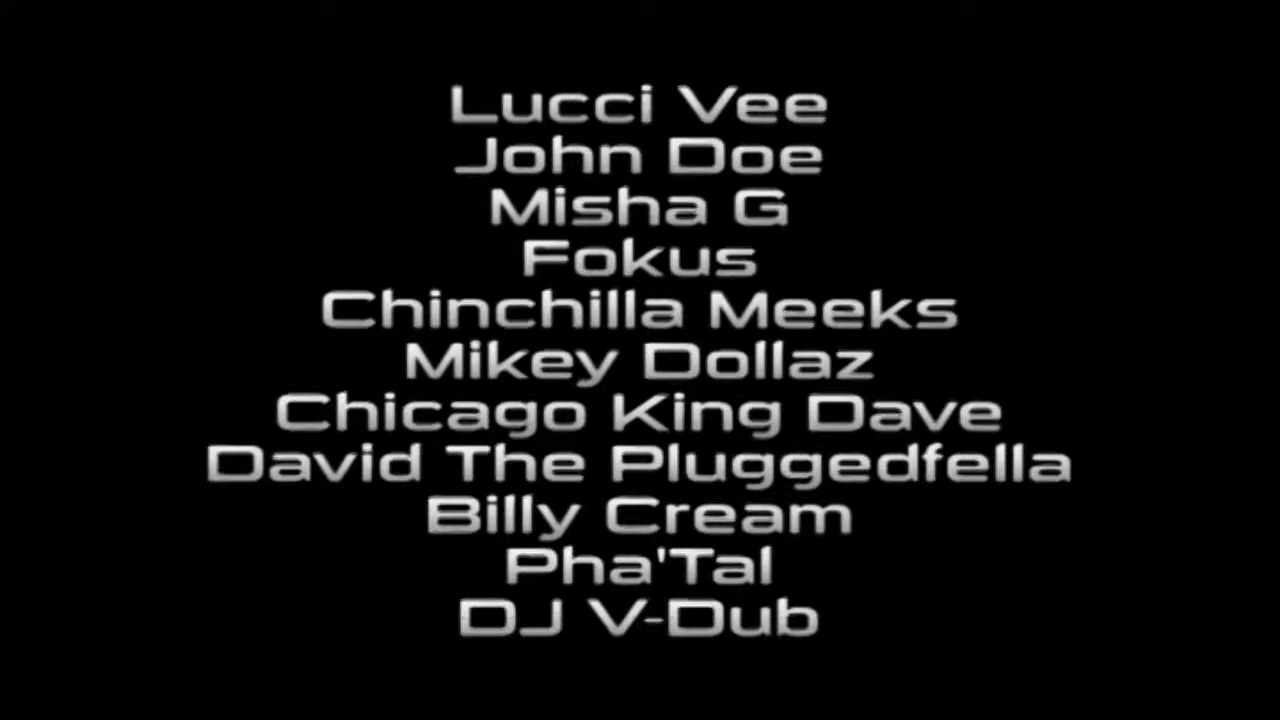 Lucci Vee
John Doe
Misha G
Fokus
Chinchilla Meeks
Mikey Dollaz
Chicago King Dave
David The Pluggedfella
Billy Cream
Pha'Tal
DJ V-Dub